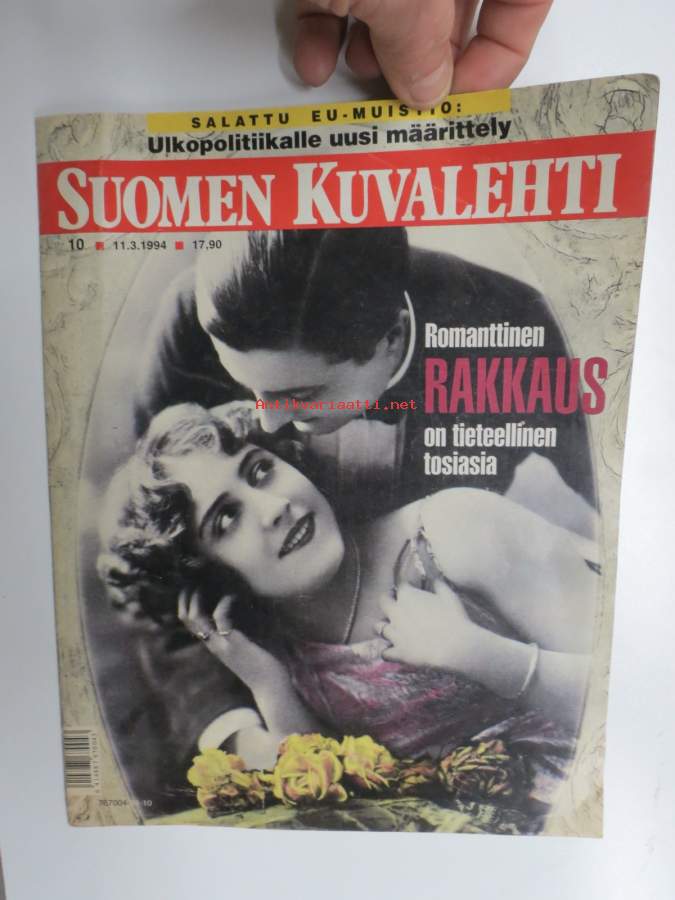 SALATTU EU-MUISTIO:
Ulkopolitiikalle uusi määrittely
SUOMEN KUVALEHTI
10 ■ 11.3.1994 ■ 17,90
Romanttinen
RAKKAUS
on tieteellinen
tosiasia
Antikvariaatti.net